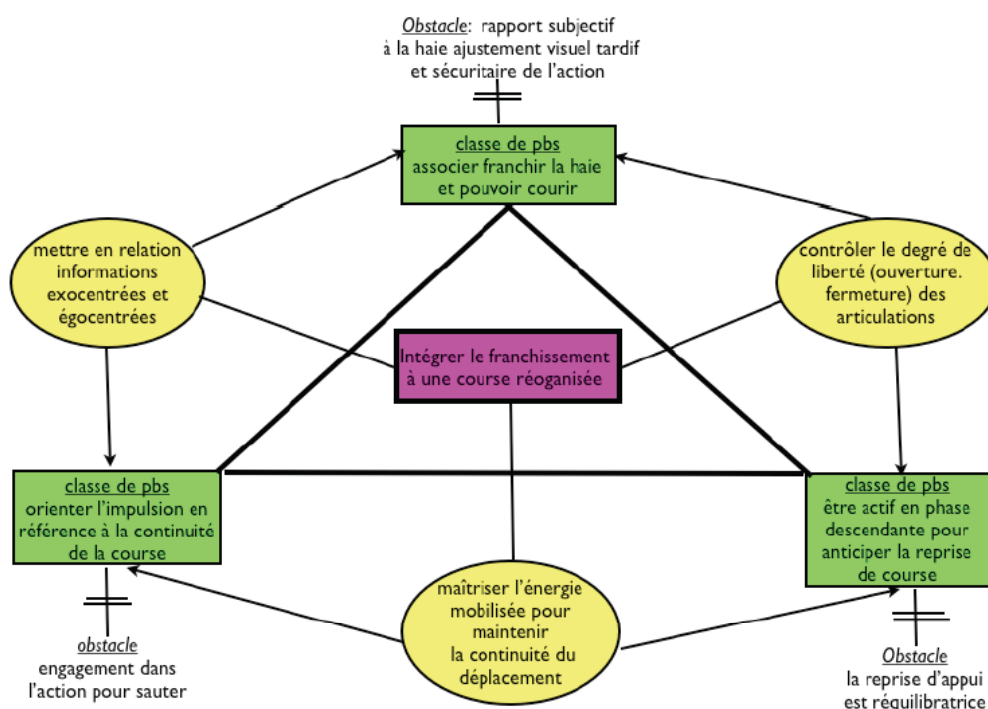 Obstacle: rapport subjectif
à la haie ajustement visuel tardif
et sécuritaire de l'action
classe de pbs
associer franchir la haie
et pouvoir courir
mettre en relation
informations
exocentrées et
égocentrées
contrôler le degré de
liberté (ouverture.
fermeture) des
articulations
Intégrer le franchissement
à une course réoganisée
classe de pbs
orienter l'impulsion en
référence à la continuité
de la course
classe de pbs
être actif en phase
descendante pour
anticiper la reprise
de course
maîtriser l'énergie
mobilisée pour
maintenir
la continuité du
déplacement
obstacle
engagement dans
l'action pour sauter
Obstacle
la reprise d'appui
est réquilibratrice